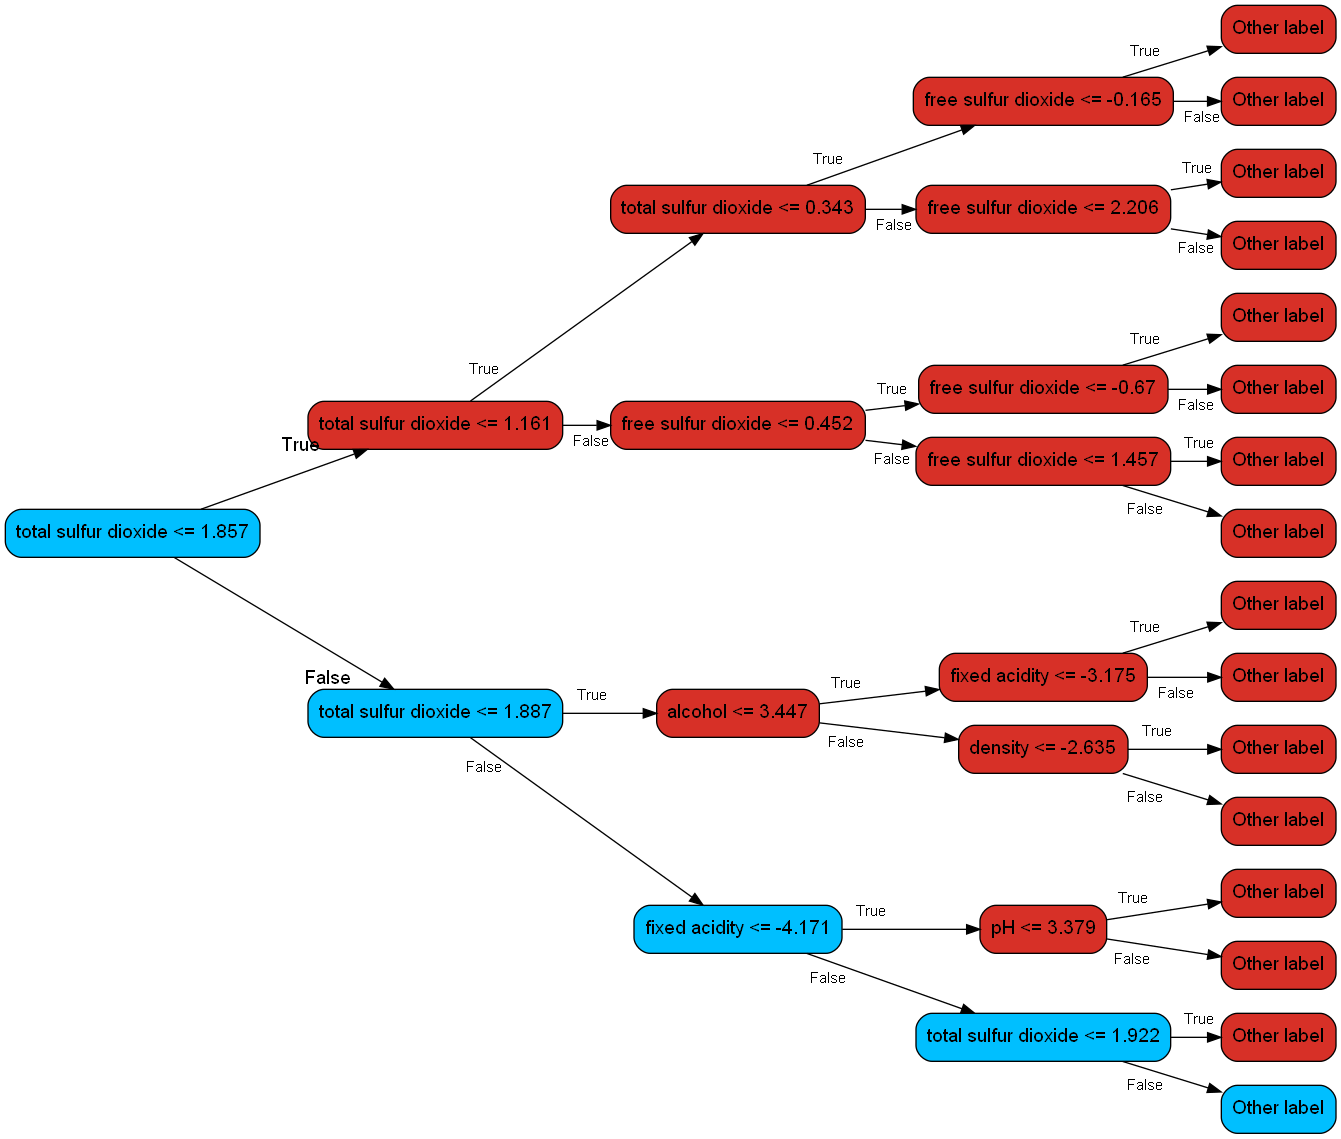 Other label
True
free sulfur dioxide <= -0.165
Other label
False
True
True
Other label
total sulfur dioxide <= 0.343
free sulfur dioxide <= 2.206
False
Other label
False
Other label
True
True
free sulfur dioxide <= -0.67
Other label
True
False
total sulfur dioxide <= 1.161
free sulfur dioxide <= 0.452
False
True
True
free sulfur dioxide <= 1.457
Other label
False
False
Other label
total sulfur dioxide <= 1.857
Other label
True
fixed acidity <= -3.175
Other label
False
True
False
total sulfur dioxide <= 1.887
True
alcohol <= 3.447
False
density <= -2.635
True
Other label
False
False
Other label
Other label
True
fixed acidity <= -4.171
True
pH <= 3.379
False
Other label
False
total sulfur dioxide <= 1.922
True
Other label
False
Other label